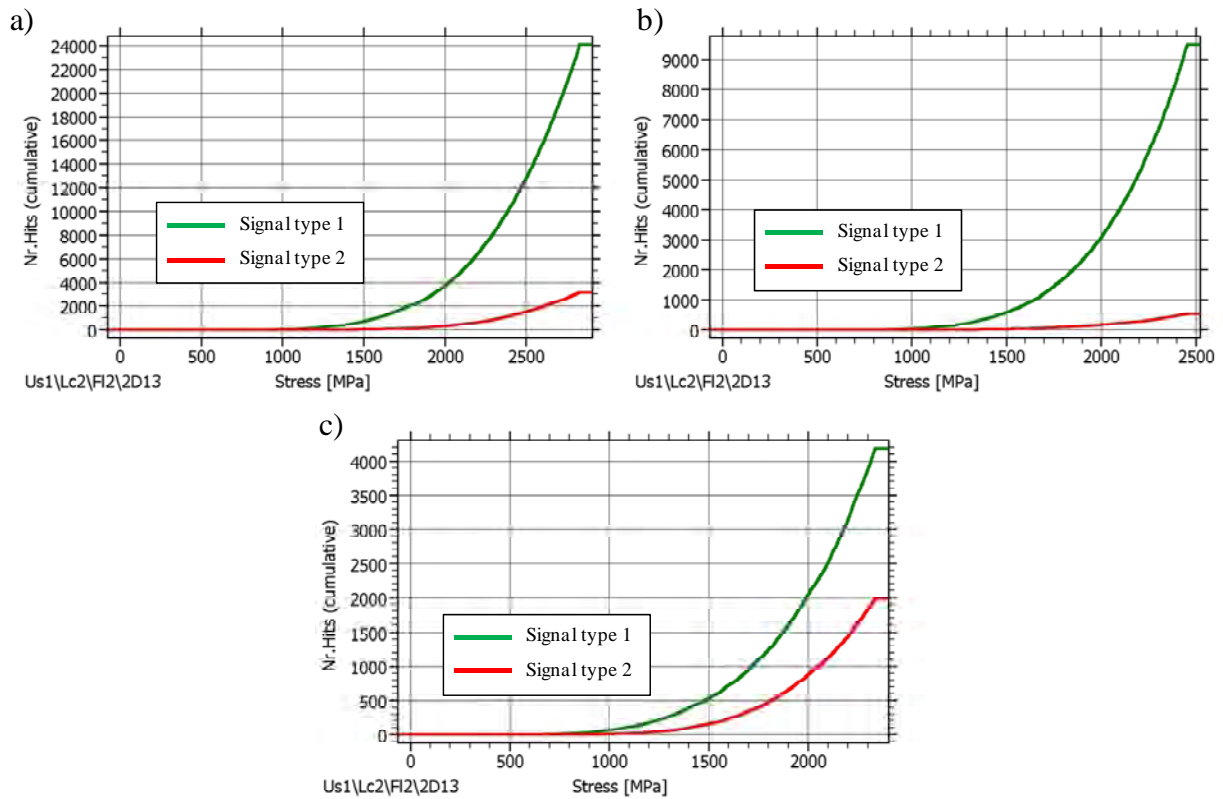 a)
Nr.Hits (cumulative)
24000
22000
20000
18000
16000
14000
12000
10000
8000
6000
4000
2000
0
Signal type 1
Signal type 2
0 500 1000 1500 2000 2500
Us1\Lc2\Fl2\2D13 Stress [MPa]
b)
Nr.Hits (cumulative)
9000
8000
7000
6000
5000
4000
3000
2000
1000
0
Signal type 1
Signal type 2
0 500 1000 1500 2000 2500
Us1\Lc2\Fl2\2D13 Stress [MPa]
c)
Nr.Hits (cumulative)
4000
3500
3000
2500
2000
1500
1000
500
0
Signal type 1
Signal type 2
0 500 1000 1500 2000
Us1\Lc2\Fl2\2D13 Stress [MPa]